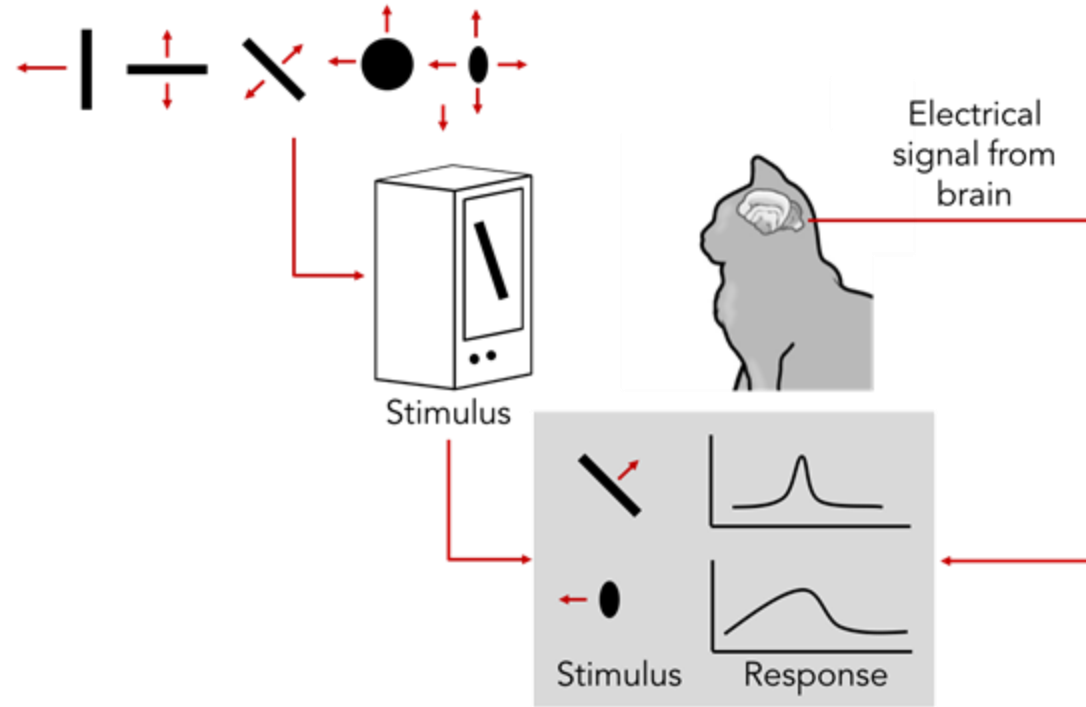 Electrical
signal from
brain
Stimulus
Stimulus
Response